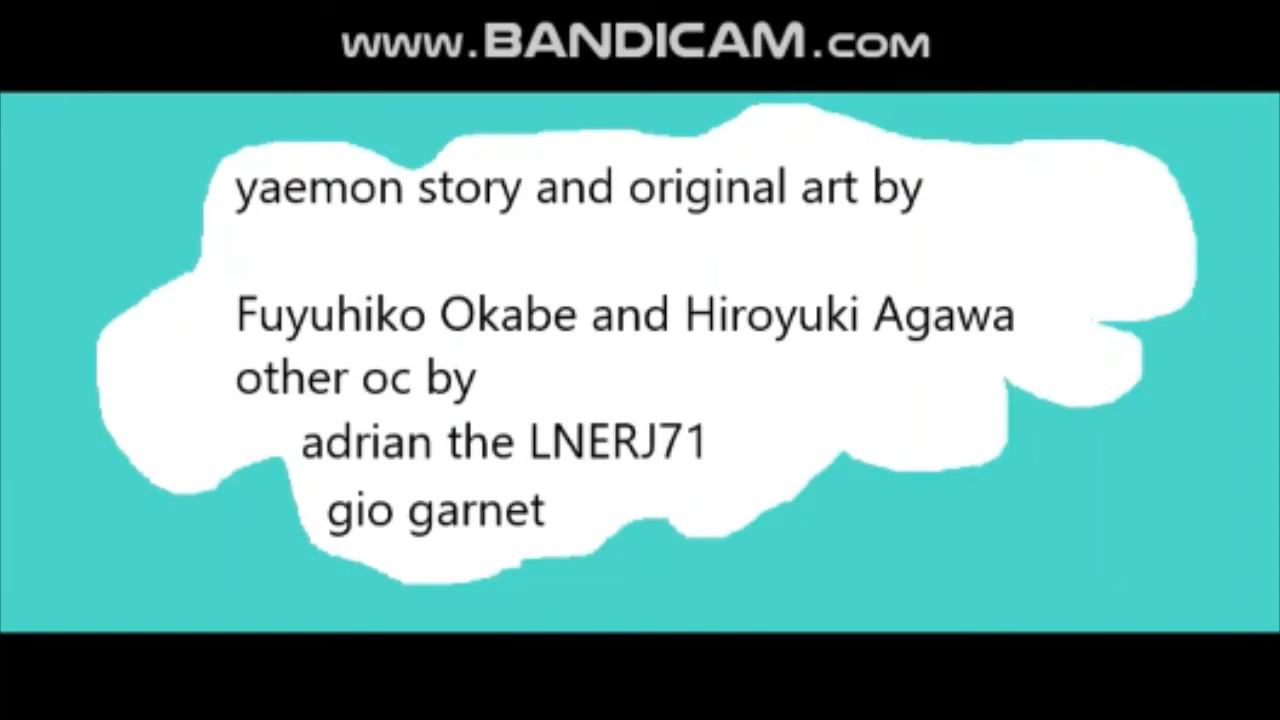 www.BANDICAM.com
yaemon story and original art by
Fuyuhiko Okabe and Hiroyuki Agawa
other oc by
adrian the LNERJ71
gio garnet